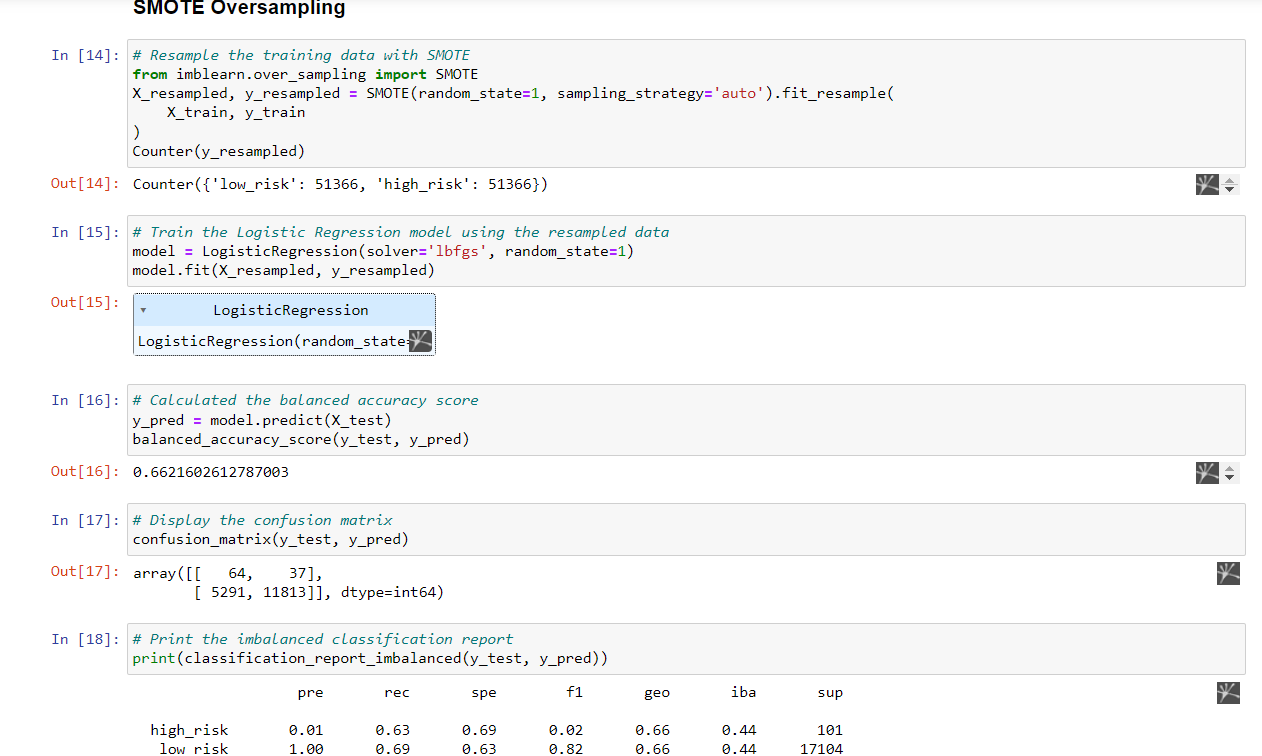 SMOTE Oversampling
In [14]: # Resample the training data with SMOTE
from imblearn.over_sampling import SMOTE
X_resampled, y_resampled = SMOTE(random_state=1, sampling_strategy='auto').fit_resample(
    X_train, y_train
)
Counter(y_resampled)
Out[14]: Counter({'low_risk': 51366, 'high_risk': 51366})
In [15]: # Train the Logistic Regression model using the resampled data
model = LogisticRegression(solver='lbfgs', random_state=1)
model.fit(X_resampled, y_resampled)
Out[15]: ▾ LogisticRegression
LogisticRegression(random_state=
In [16]: # Calculated the balanced accuracy score
y_pred = model.predict(X_test)
balanced_accuracy_score(y_test, y_pred)
Out[16]: 0.6621602612787003
In [17]: # Display the confusion matrix
confusion_matrix(y_test, y_pred)
Out[17]: array([[   64,    37],
       [ 5291, 11813]], dtype=int64)
In [18]: # Print the imbalanced classification report
print(classification_report_imbalanced(y_test, y_pred))
pre rec spe f1 geo iba sup
high_risk 0.01 0.63 0.69 0.02 0.66 0.44 101
low_risk 1.00 0.69 0.63 0.82 0.66 0.44 17104